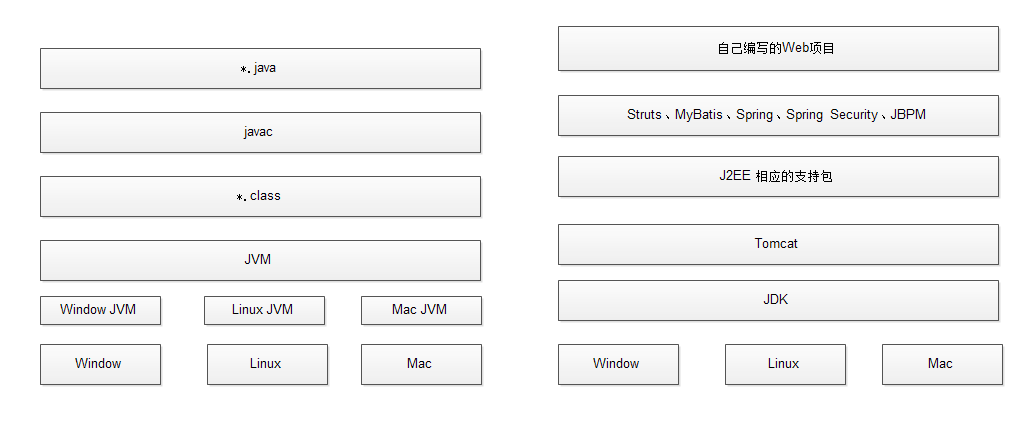 *.java
javac
*.class
JVM
Window JVM
Linux JVM
Mac JVM
Window
Linux
Mac
自己编写的Web项目
Struts、MyBatis、Spring、Spring Security、JBPM
J2EE 相应的支持包
Tomcat
JDK
Window
Linux
Mac